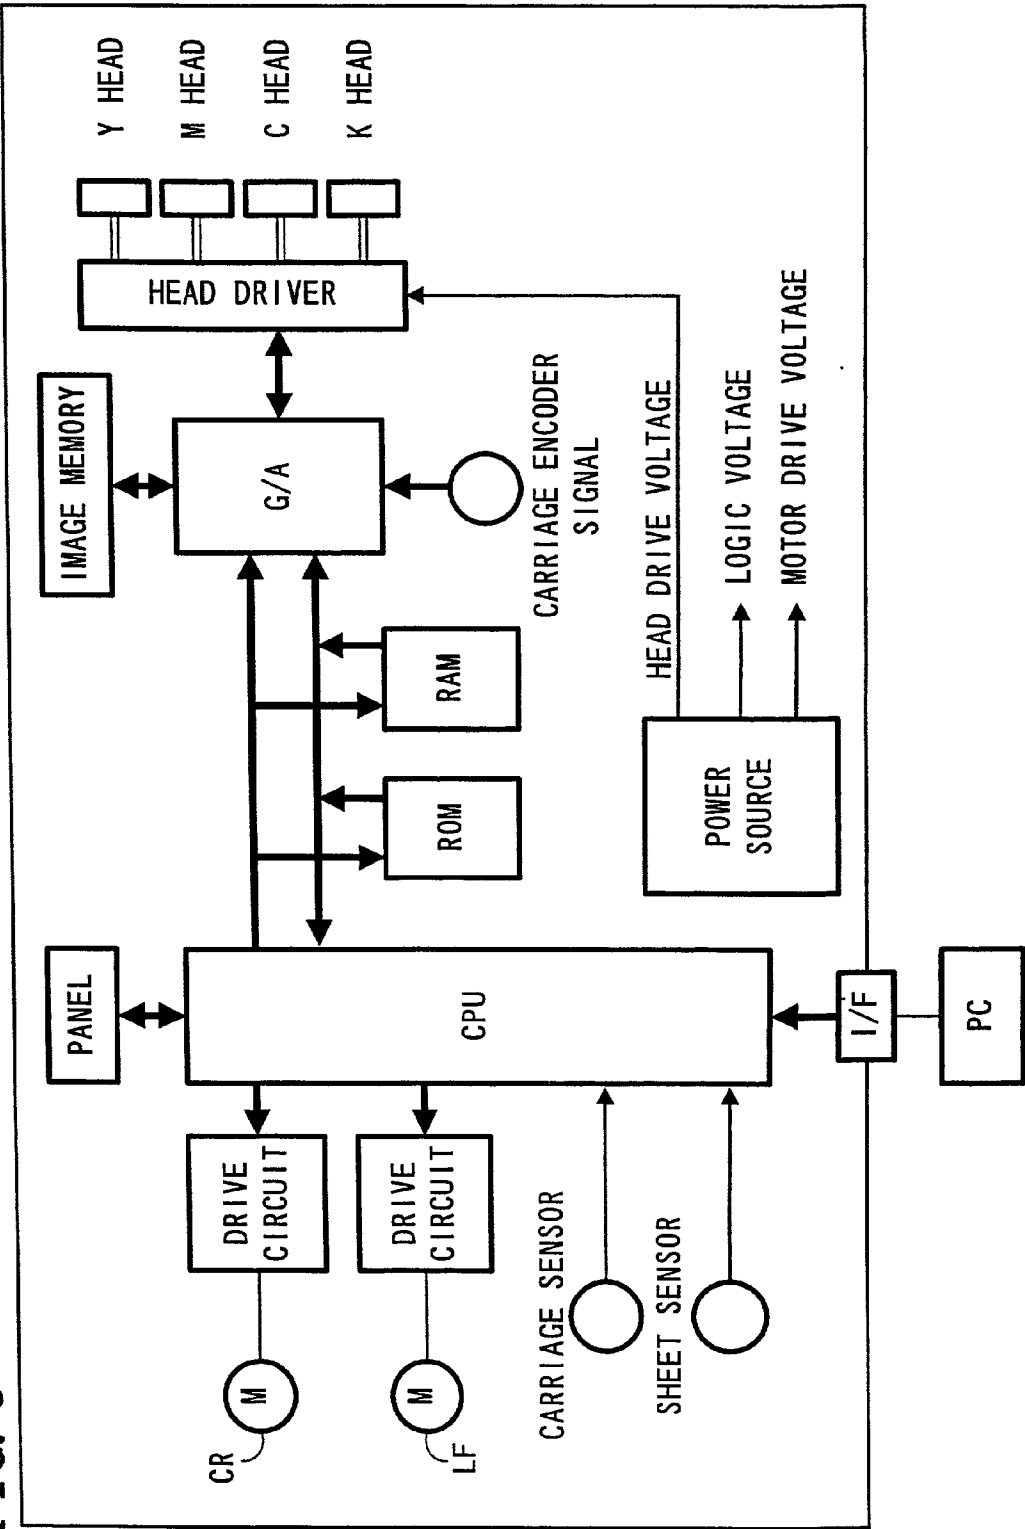 FIG.
PANEL
IMAGE MEMORY
Y HEAD
M HEAD
C HEAD
K HEAD
HEAD DRIVER
G/A
CR
M
DRIVE
CIRCUIT
LF
M
DRIVE
CIRCUIT
CPU
ROM
RAM
CARRIAGE ENCODER
SIGNAL
CARRIAGE SENSOR
SHEET SENSOR
HEAD DRIVE VOLTAGE
LOGIC VOLTAGE
MOTOR DRIVE VOLTAGE
POWER
SOURCE
I/F
PC